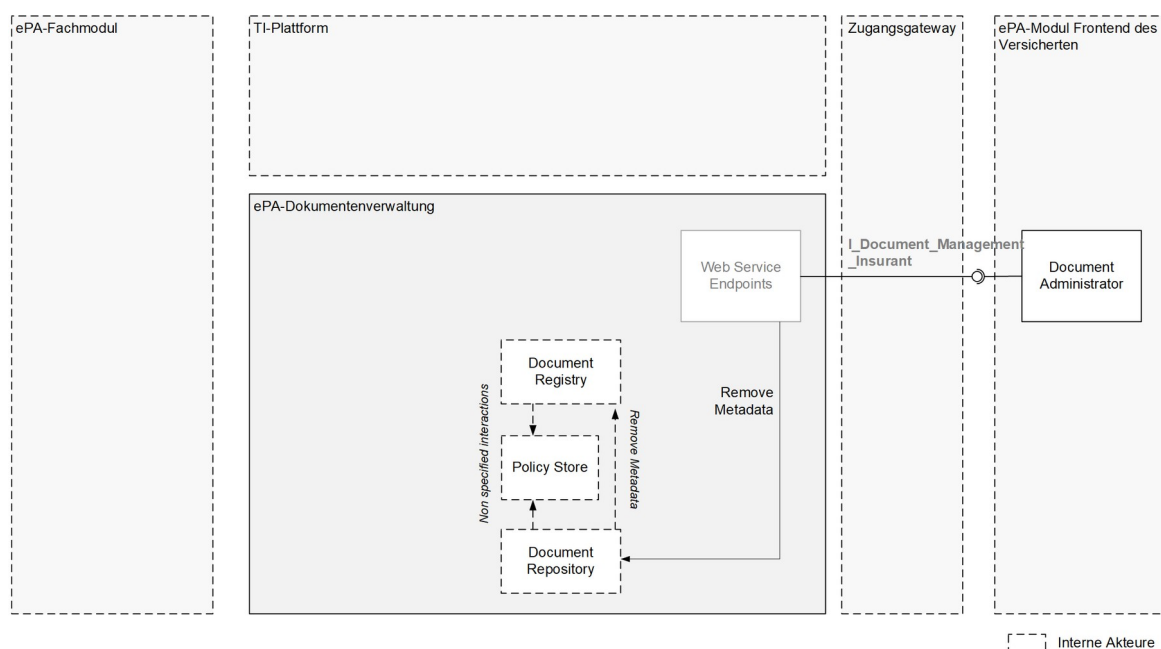 ePA-Fachmodul
TI-Plattform
Zugangsgateway
ePA-Modul Frontend des
Versicherten
ePA-Dokumentenverwaltung
Web Service
Endpoints
I_Document_Management
_Insurant
Document
Administrator
Document
Registry
Remove
Metadata
Non specified interactions
Remove Metadata
Policy Store
Document
Repository
Interne Akteure